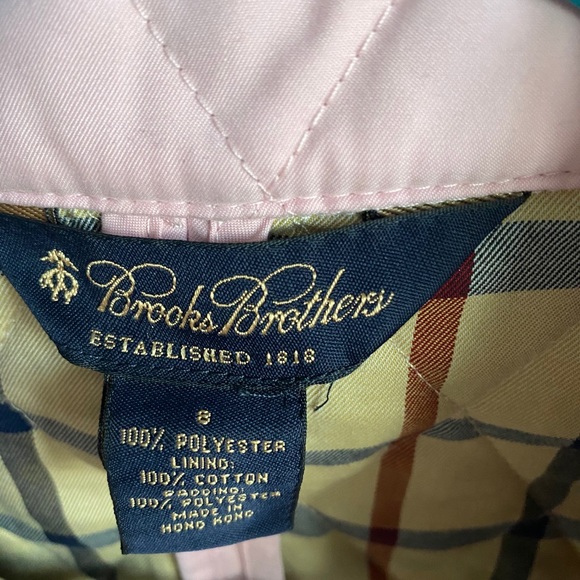 Brooks Brothers
ESTABLISHED 1818
8
100% POLYESTER
LINING:
100% COTTON
PADDING:
100% POLYESTER
MADE IN
HONG KONG